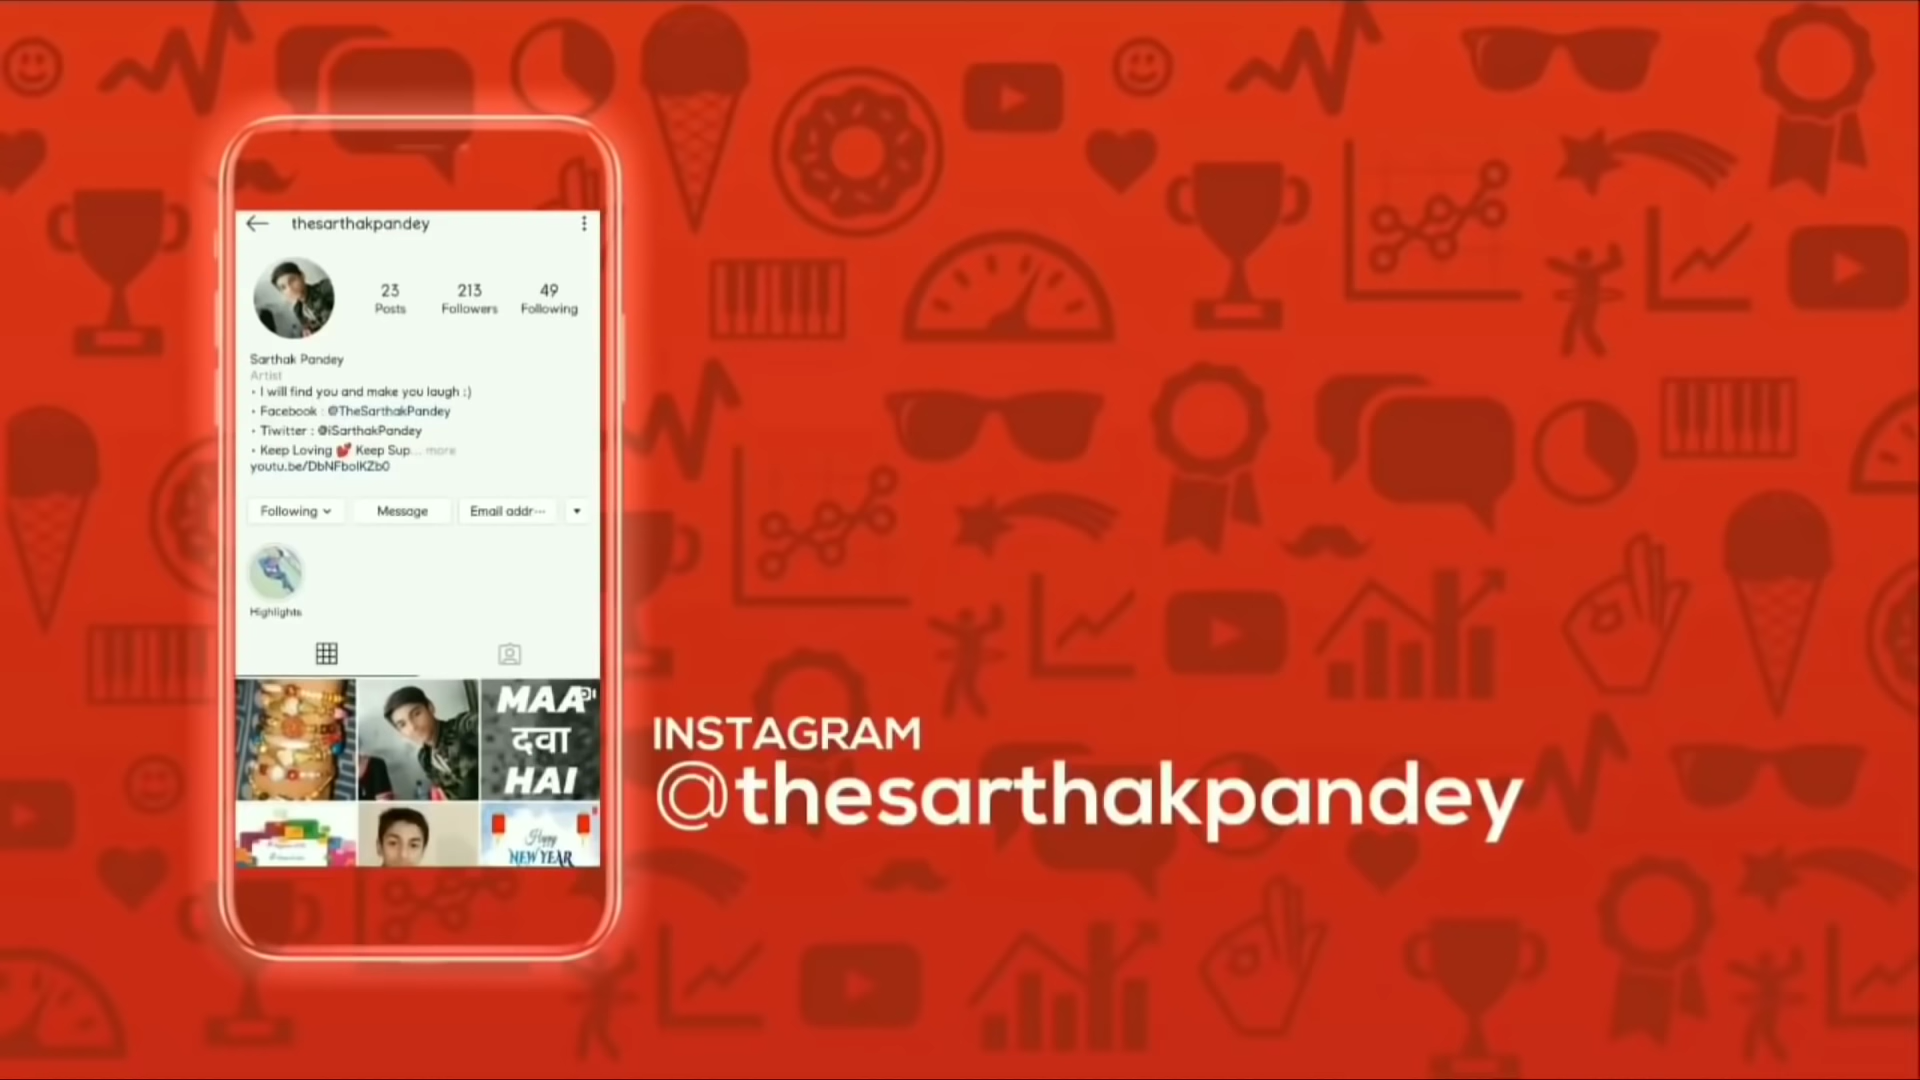 thesarthakpandey
23 213 49
Posts Followers Following
Sarthak Pandey
Artist
• I will find you and make you laugh :)
• Facebook : @TheSarthakPandey
• Tiwitter : @iSarthakPandey
• Keep Loving 💕 Keep Sup... more
youtu.be/DbNFbolKZb0
Following Message Email addr...
Highlights
MAA
दवा
HAI
Happy
NEW YEAR
INSTAGRAM
@thesarthakpandey